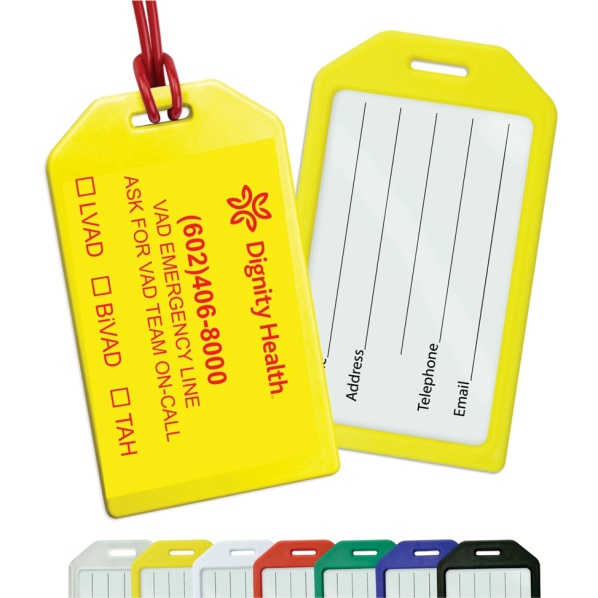 Dignity Health.
(602)406-8000
VAD EMERGENCY LINE
ASK FOR VAD TEAM ON-CALL
☐ LVAD ☐ BiVAD ☐ TAH
Address
Telephone
Email